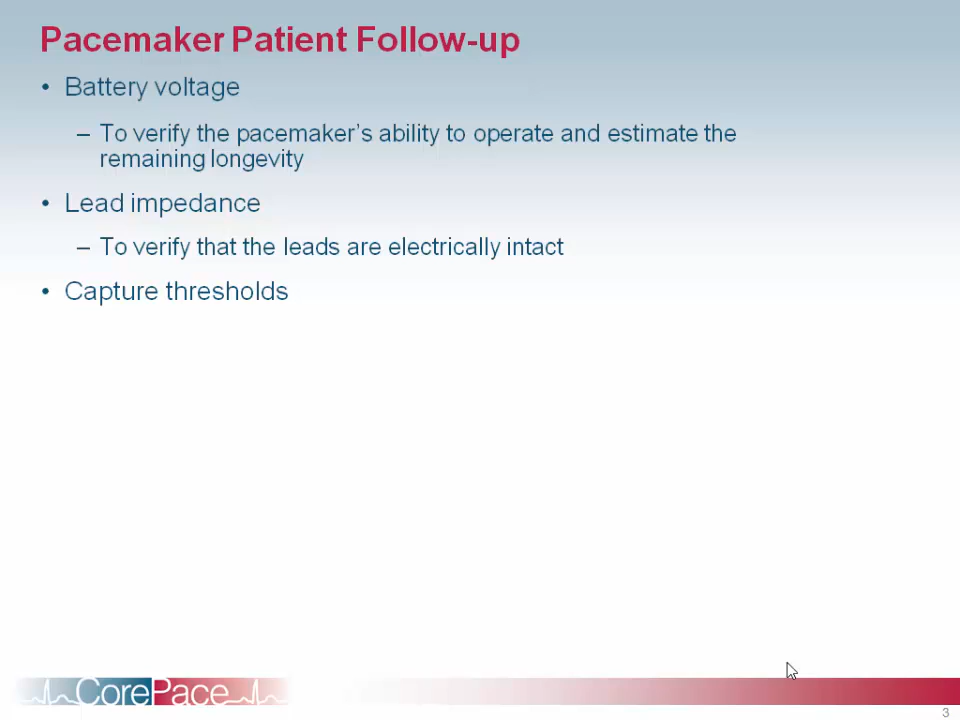 Pacemaker Patient Follow-up
• Battery voltage
– To verify the pacemaker's ability to operate and estimate the
remaining longevity
• Lead impedance
– To verify that the leads are electrically intact
• Capture thresholds
CorePace
3